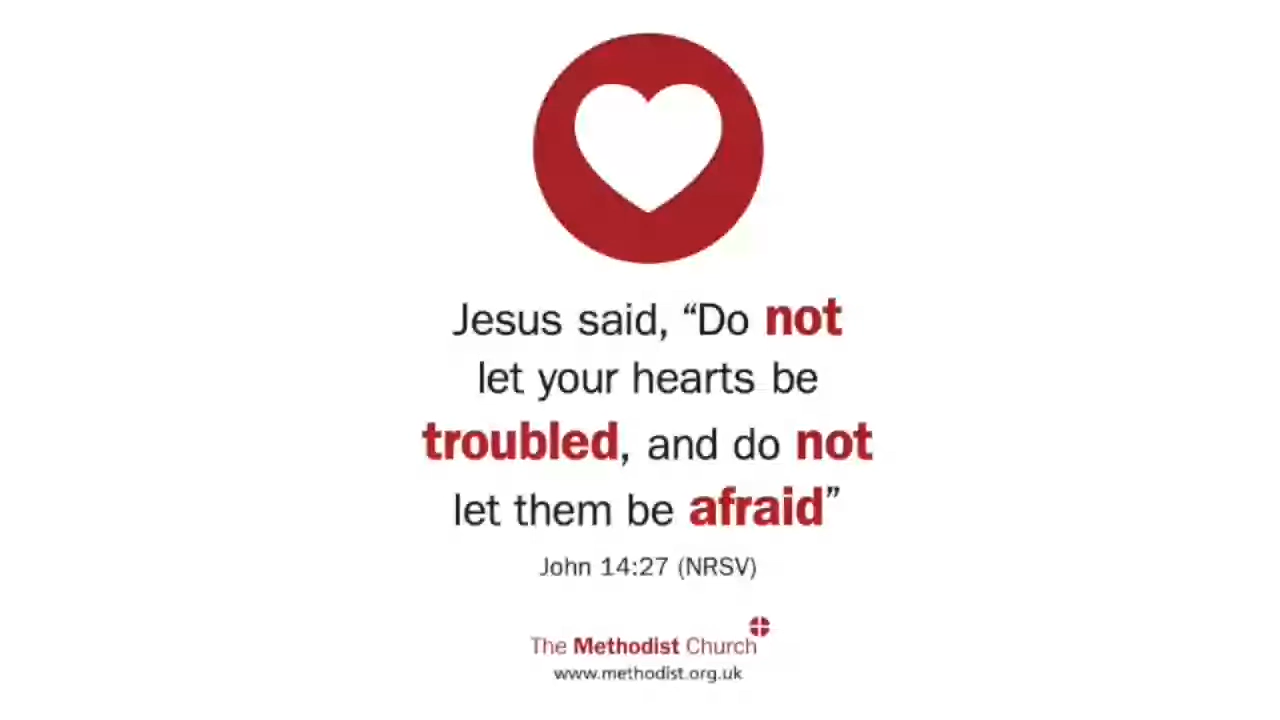 Jesus said, “Do not
let your hearts be
troubled, and do not
let them be afraid”
John 14:27 (NRSV)
The Methodist Church
www.methodist.org.uk